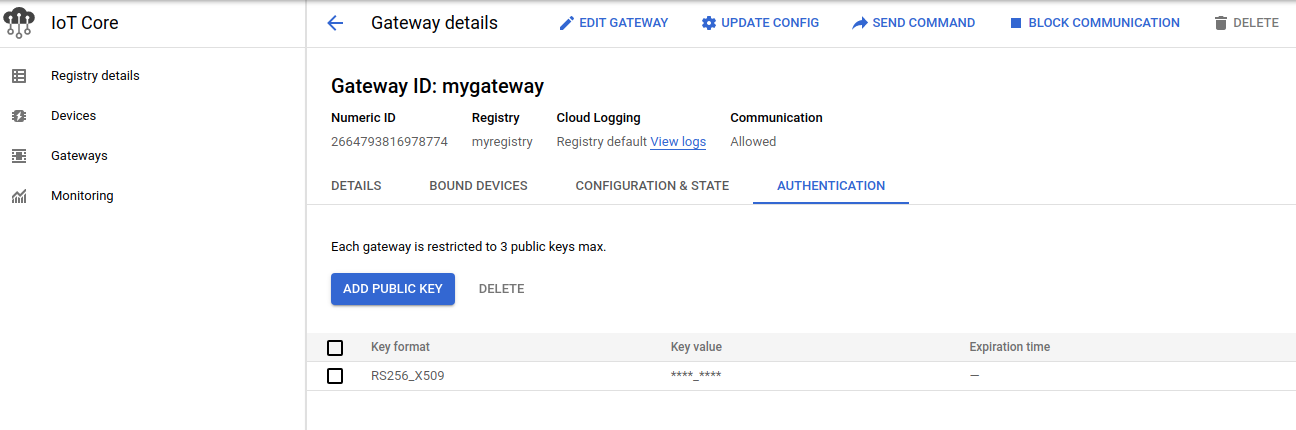 IoT Core
Gateway details
EDIT GATEWAY
UPDATE CONFIG
SEND COMMAND
BLOCK COMMUNICATION
DELETE
Registry details
Devices
Gateways
Monitoring
Gateway ID: mygateway
Numeric ID Registry Cloud Logging Communication
2664793816978774 myregistry Registry default View logs Allowed
DETAILS BOUND DEVICES CONFIGURATION & STATE AUTHENTICATION
Each gateway is restricted to 3 public keys max.
ADD PUBLIC KEY DELETE
Key format Key value Expiration time
RS256_X509 ****_**** —